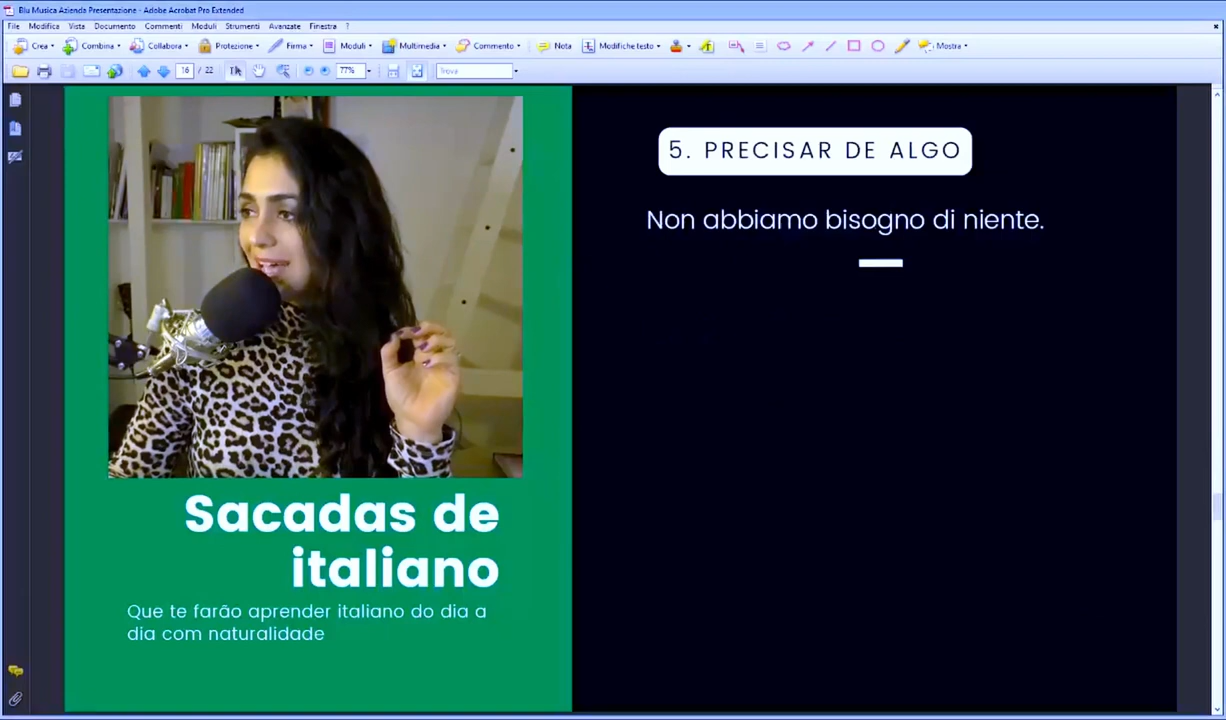 Blu Musica Azienda Presentazione - Adobe Acrobat Pro Extended
File Modifica Vista Documento Commenti Moduli Strumenti Avanzate Finestra ?
Crea Combina Collabora Protezione Firma Moduli Multimedia Commento Nota Modifiche testo Mostra
16 / 22 77% Trova
5. PRECISAR DE ALGO
Non abbiamo bisogno di niente.
Sacadas de
italiano
Que te farão aprender italiano do dia a
dia com naturalidade